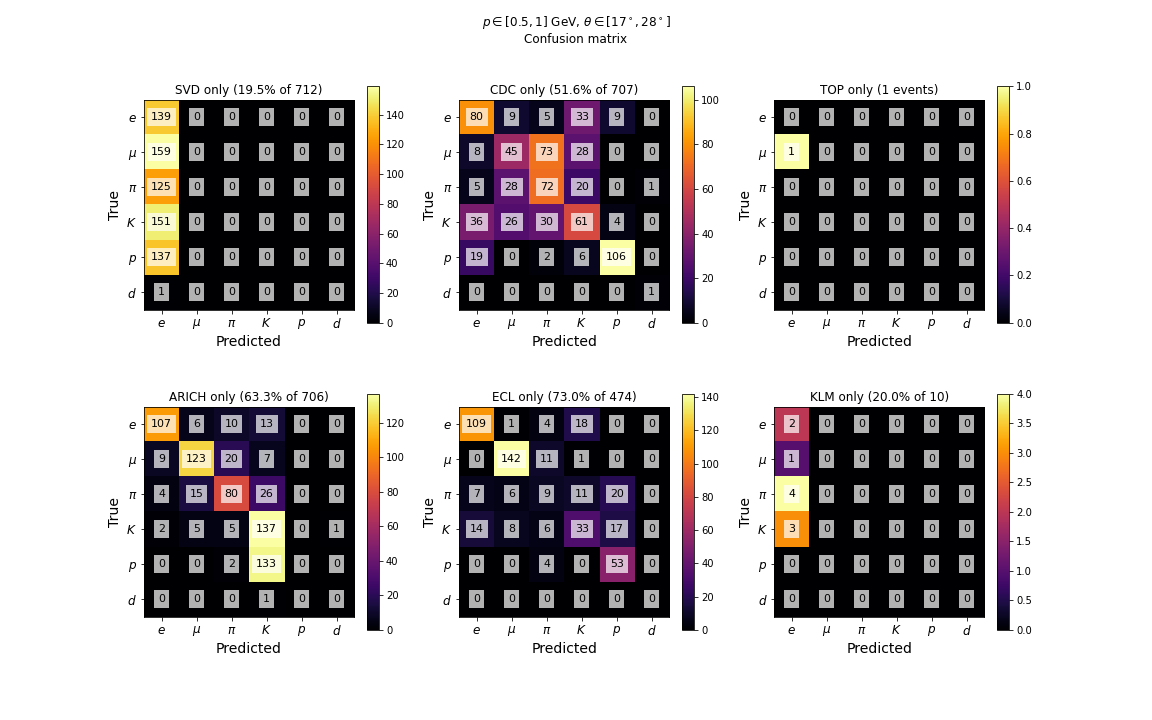 p ∈ [0.5, 1] GeV, θ ∈ [17°, 28°]
Confusion matrix
SVD only (19.5% of 712)
True
e 139 0 0 0 0 0
μ 159 0 0 0 0 0
π 125 0 0 0 0 0
K 151 0 0 0 0 0
p 137 0 0 0 0 0
d 1 0 0 0 0 0
e μ π K p d
Predicted
140
120
100
80
60
40
20
0
CDC only (51.6% of 707)
True
e 80 9 5 33 9 0
μ 8 45 73 28 0 0
π 5 28 72 20 0 1
K 36 26 30 61 4 0
p 19 0 2 6 106 0
d 0 0 0 0 0 1
e μ π K p d
Predicted
100
80
60
40
20
0
TOP only (1 events)
True
e 0 0 0 0 0 0
μ 1 0 0 0 0 0
π 0 0 0 0 0 0
K 0 0 0 0 0 0
p 0 0 0 0 0 0
d 0 0 0 0 0 0
e μ π K p d
Predicted
1.0
0.8
0.6
0.4
0.2
0.0
ARICH only (63.3% of 706)
True
e 107 6 10 13 0 0
μ 9 123 20 7 0 0
π 4 15 80 26 0 0
K 2 5 5 137 0 1
p 0 0 2 133 0 0
d 0 0 0 1 0 0
e μ π K p d
Predicted
120
100
80
60
40
20
0
ECL only (73.0% of 474)
True
e 109 1 4 18 0 0
μ 0 142 11 1 0 0
π 7 6 9 11 20 0
K 14 8 6 33 17 0
p 0 0 4 0 53 0
d 0 0 0 0 0 0
e μ π K p d
Predicted
140
120
100
80
60
40
20
0
KLM only (20.0% of 10)
True
e 2 0 0 0 0 0
μ 1 0 0 0 0 0
π 4 0 0 0 0 0
K 3 0 0 0 0 0
p 0 0 0 0 0 0
d 0 0 0 0 0 0
e μ π K p d
Predicted
4.0
3.5
3.0
2.5
2.0
1.5
1.0
0.5
0.0